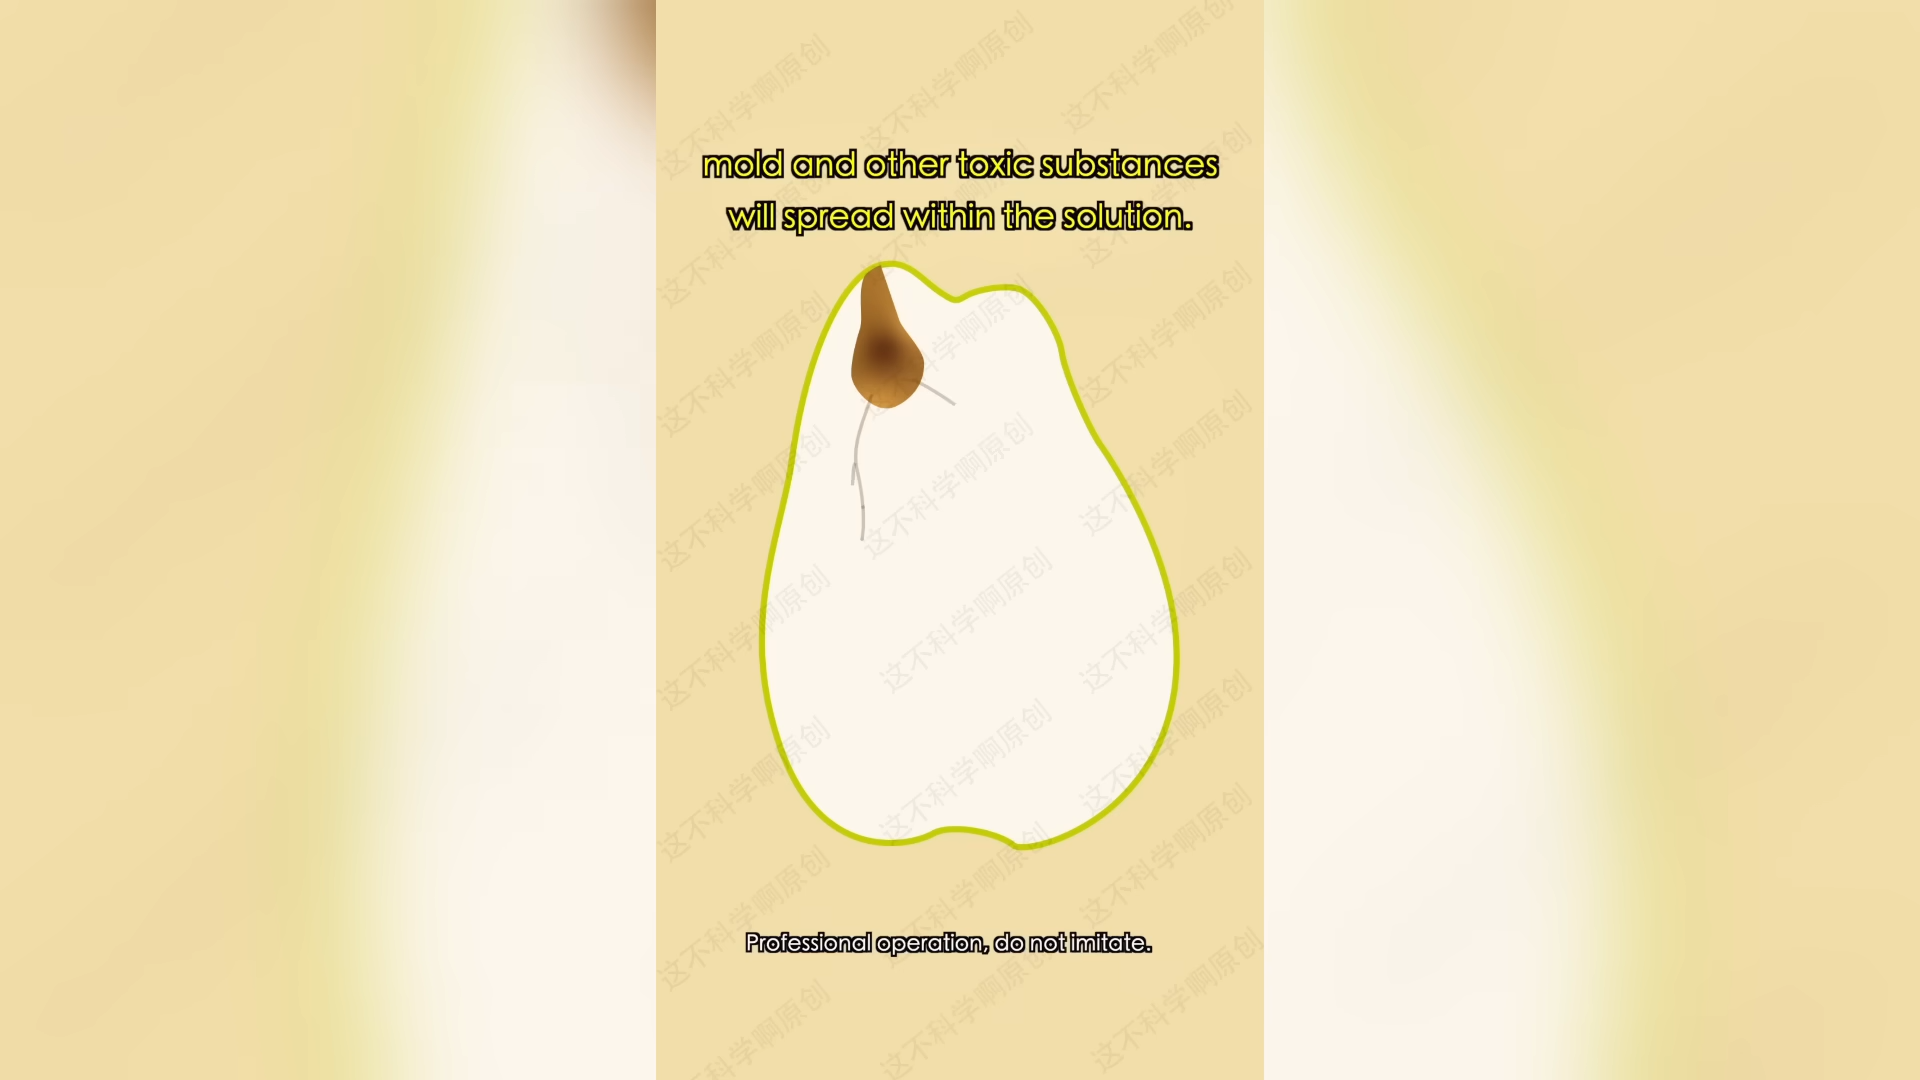 mold and other toxic substances
will spread within the solution.
这不科学啊原创
Professional operation, do not imitate.